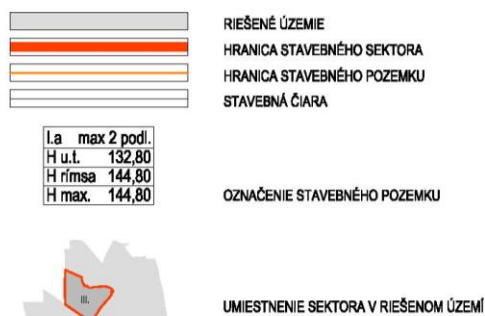 RIEŠENÉ ÚZEMIE
HRANICA STAVEBNÉHO SEKTORA
HRANICA STAVEBNÉHO POZEMKU
STAVEBNÁ ČIARA
I.a max 2 podl.
H u.t. 132,80
H rímsa 144,80
H max. 144,80
OZNAČENIE STAVEBNÉHO POZEMKU
III.
UMIESTNENIE SEKTORA V RIEŠENOM ÚZEMÍ